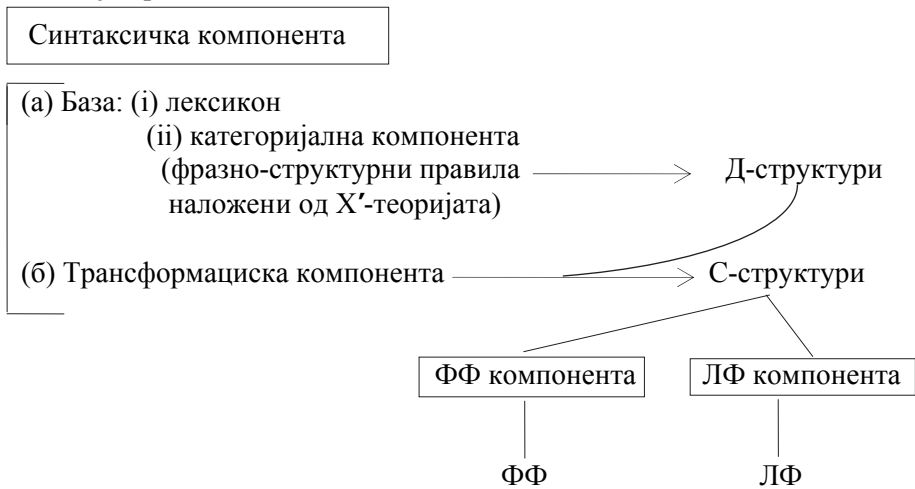 Синтаксичка компонента
(а) База: (i) лексикон
(ii) категоријална компонента
(фразно-структурни правила
наложени од X′-теоријата)
Д-структури
(б) Трансформациска компонента
С-структури
ФФ компонента
ЛФ компонента
ФФ
ЛФ